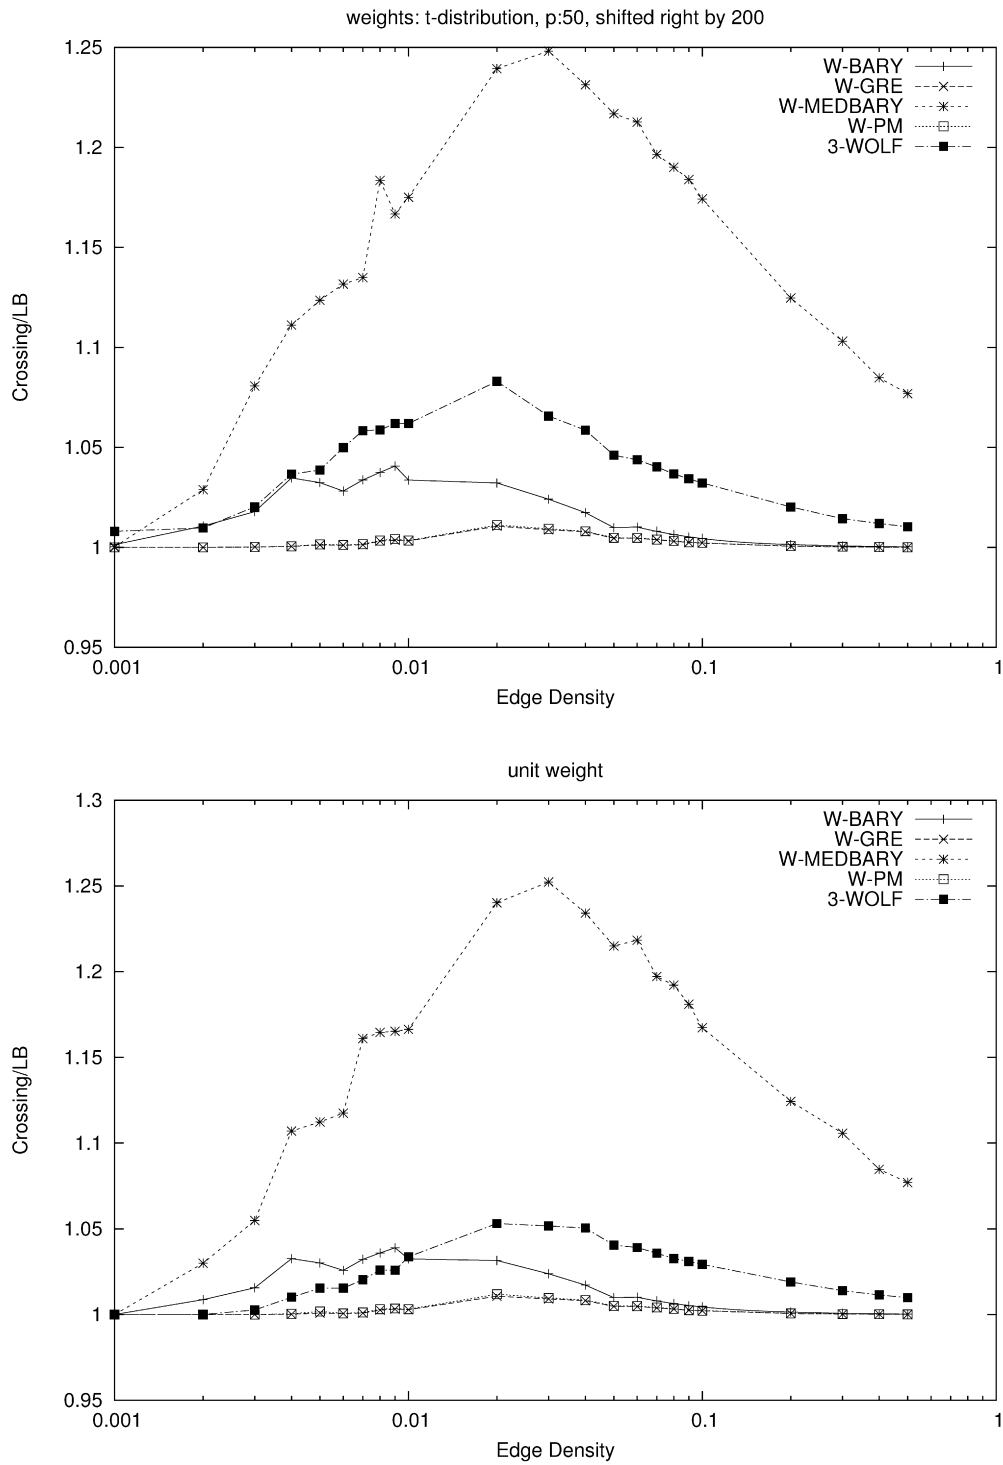 weights: t-distribution, p:50, shifted right by 200
1.25
1.2
1.15
1.1
1.05
1
0.95
Crossing/LB
W-BARY
W-GRE
W-MEDBARY
W-PM
3-WOLF
0.001
0.01
0.1
1
Edge Density
unit weight
1.3
1.25
1.2
1.15
1.1
1.05
1
0.95
Crossing/LB
W-BARY
W-GRE
W-MEDBARY
W-PM
3-WOLF
0.001
0.01
0.1
1
Edge Density